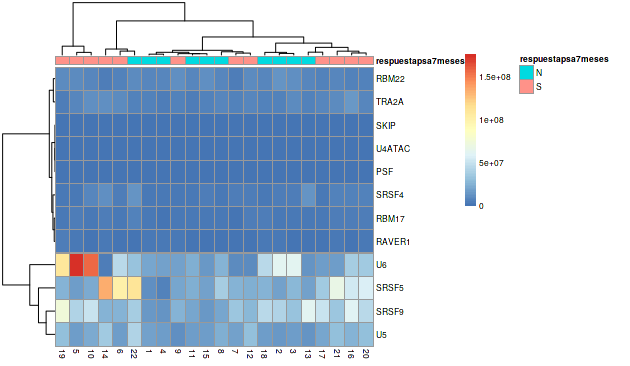 respuestapsa7meses
RBM22
TRA2A
SKIP
U4ATAC
PSF
SRSF4
RBM17
RAVER1
U6
SRSF5
SRSF9
U5
19 5 10 14 6 22 1 4 9 11 15 8 7 12 18 2 3 13 17 21 16 20
1.5e+08
1e+08
5e+07
0
respuestapsa7meses
N
S